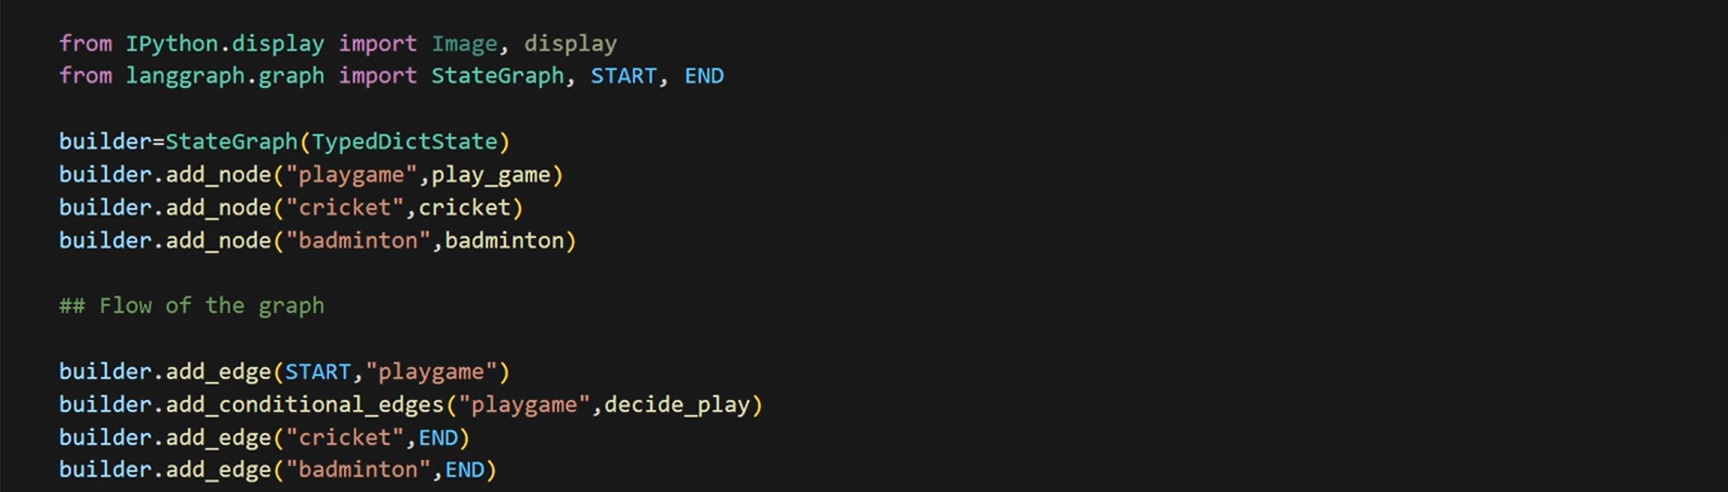 from IPython.display import Image, display
from langgraph.graph import StateGraph, START, END
builder=StateGraph(TypedDictState)
builder.add_node("playgame",play_game)
builder.add_node("cricket",cricket)
builder.add_node("badminton",badminton)
## Flow of the graph
builder.add_edge(START,"playgame")
builder.add_conditional_edges("playgame",decide_play)
builder.add_edge("cricket",END)
builder.add_edge("badminton",END)